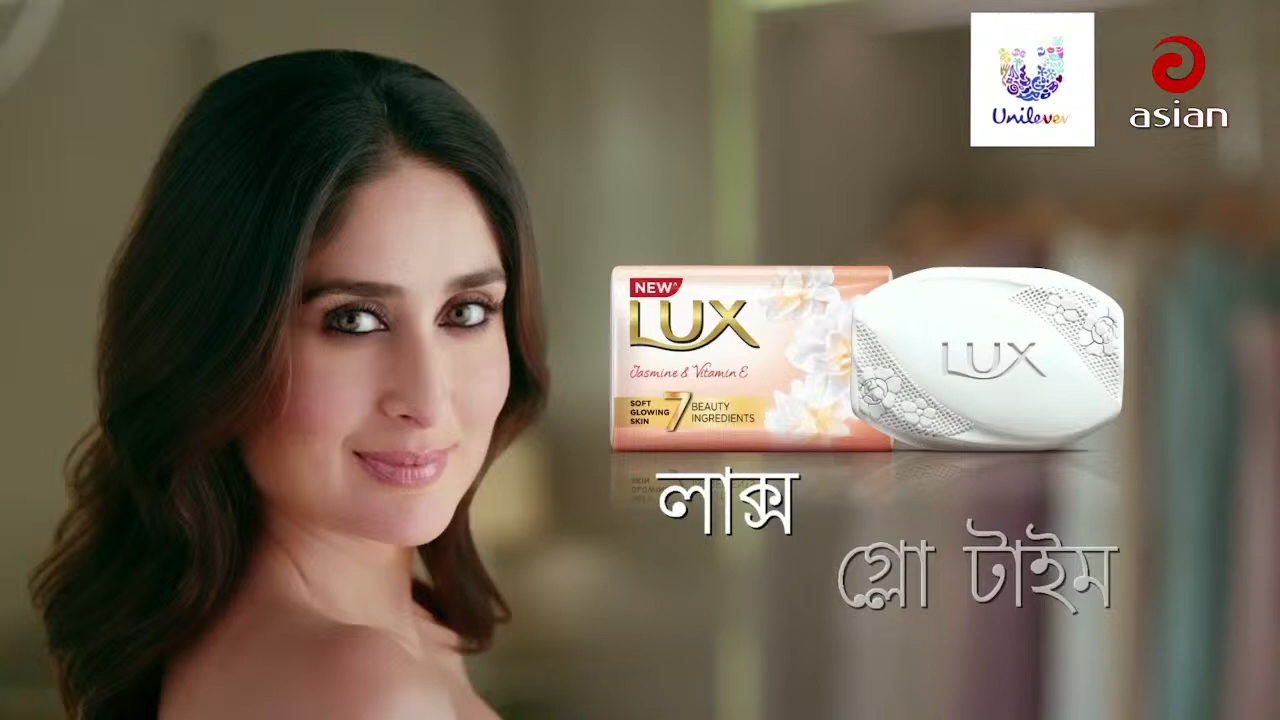 Unilever
asian
NEW^
LUX
Jasmine & Vitamin E
SOFT
GLOWING
SKIN
7
BEAUTY
INGREDIENTS
LUX
লাক্স
গ্লো টাইম